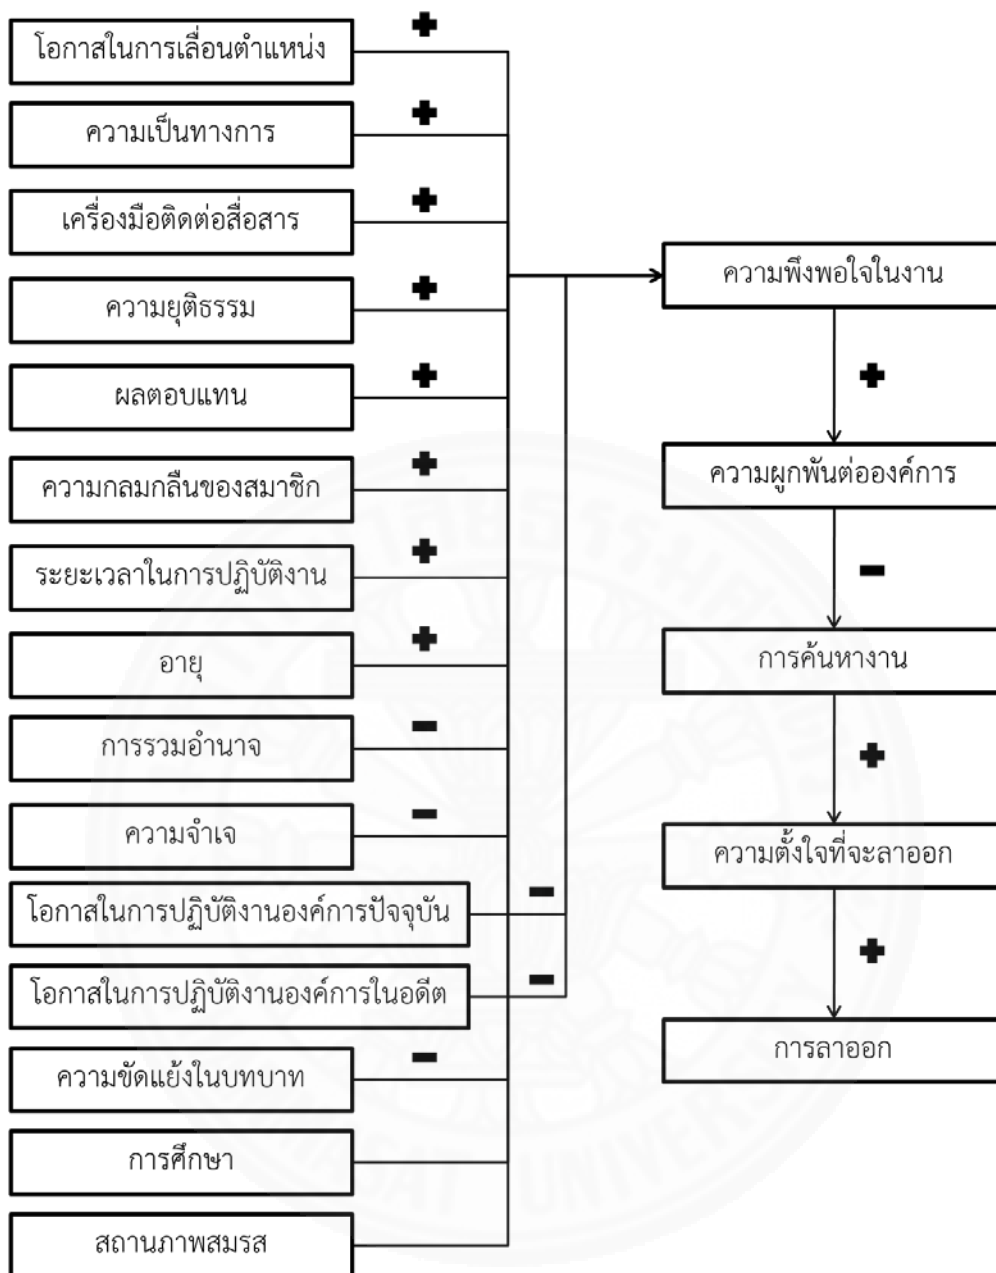 โอกาสในการเลื่อนตำแหน่ง
ความเป็นทางการ
เครื่องมือติดต่อสื่อสาร
ความยุติธรรม
ผลตอบแทน
ความกลมกลืนของสมาชิก
ระยะเวลาในการปฏิบัติงาน
อายุ
การรวมอำนาจ
ความจำเจ
โอกาสในการปฏิบัติงานองค์การปัจจุบัน
โอกาสในการปฏิบัติงานองค์การในอดีต
ความขัดแย้งในบทบาท
การศึกษา
สถานภาพสมรส
ความพึงพอใจในงาน
ความผูกพันต่อองค์การ
การค้นหางาน
ความตั้งใจที่จะลาออก
การลาออก